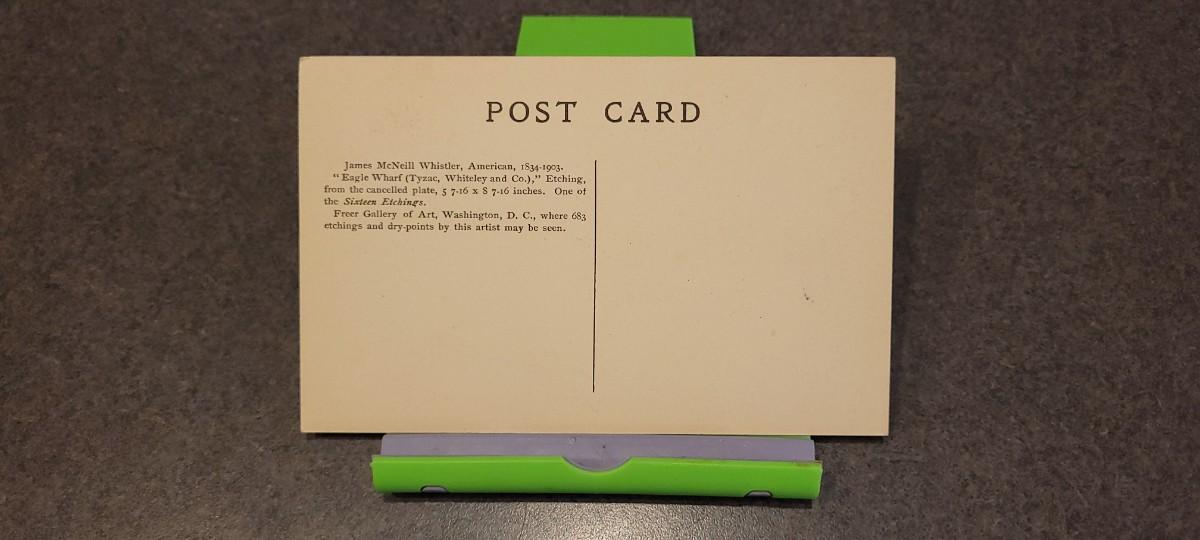 POST CARD
James McNeill Whistler, American, 1834-1903.
"Eagle Wharf (Tyzac, Whiteley and Co.)," Etching,
from the cancelled plate, 5 7-16 x 8 7-16 inches. One of
the Sixteen Etchings.
Freer Gallery of Art, Washington, D. C., where 683
etchings and dry-points by this artist may be seen.